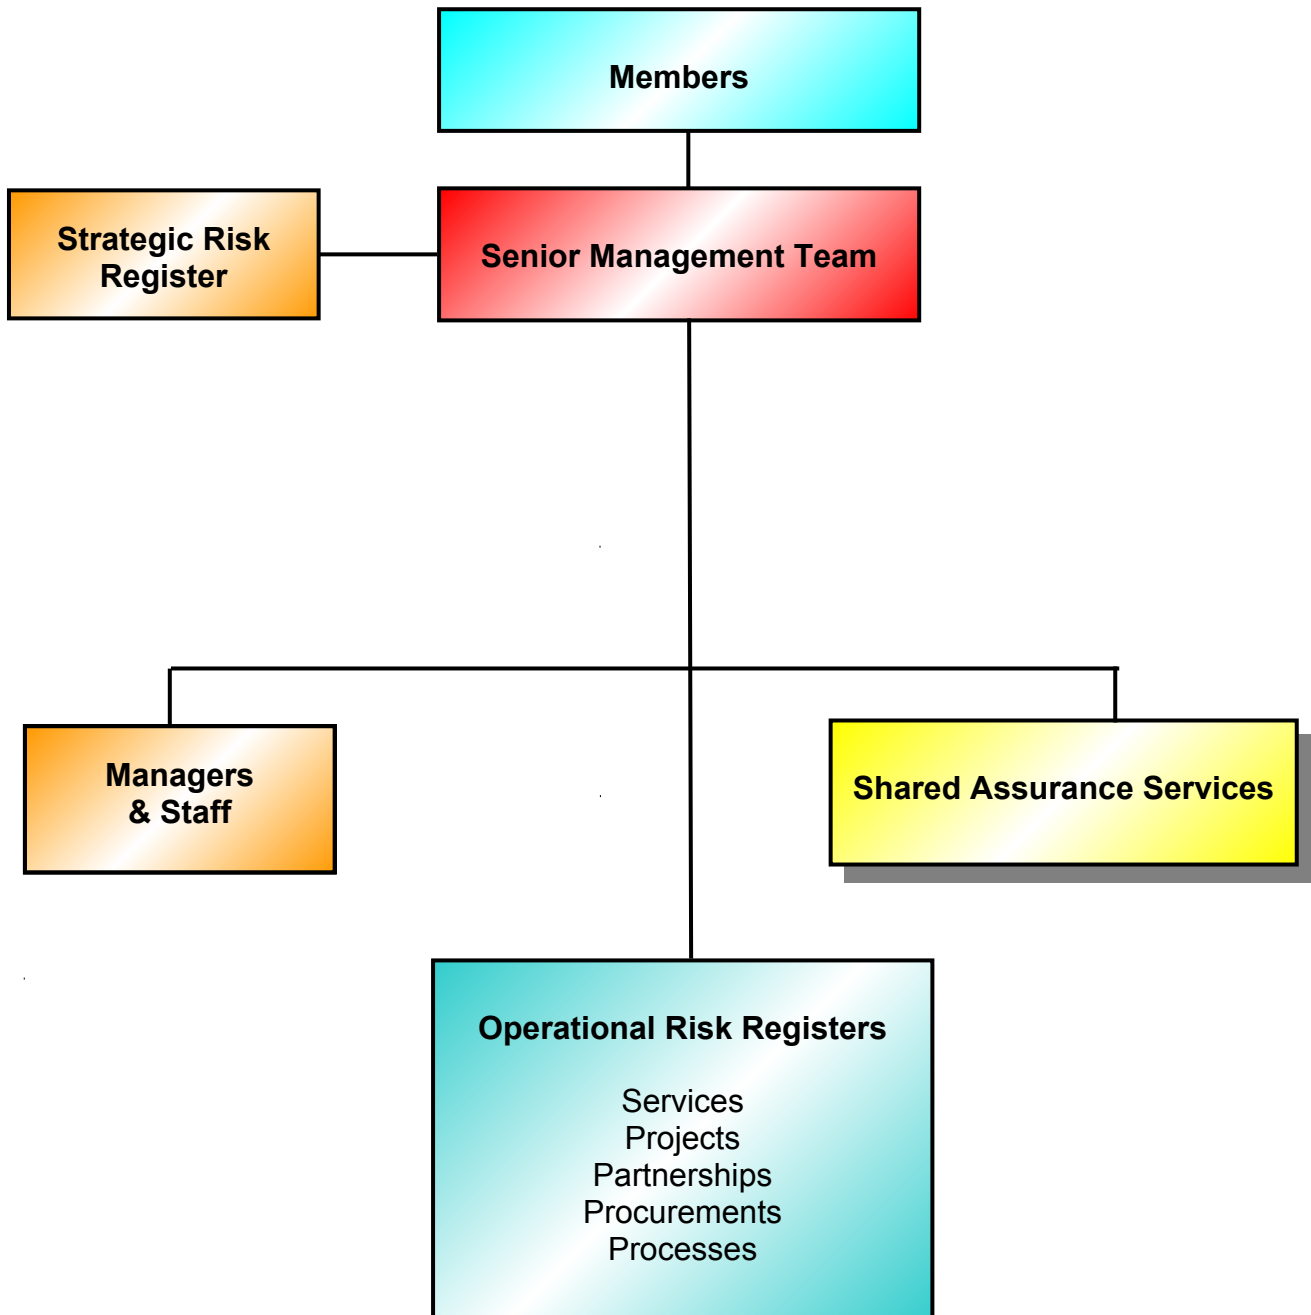 Members
Strategic Risk
Register
Senior Management Team
Managers
& Staff
Shared Assurance Services
Operational Risk Registers
Services
Projects
Partnerships
Procurements
Processes